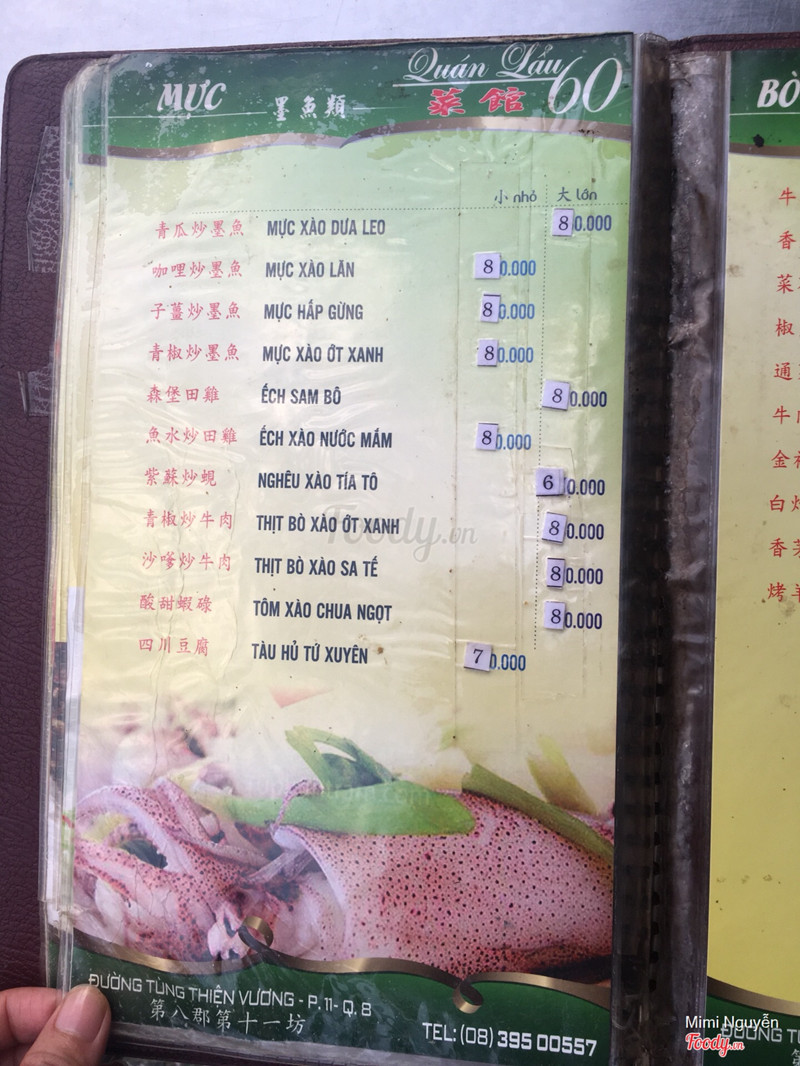 MỰC 墨魚類 Quán Lẩu 60
菜館
小 nhỏ 大 lớn
青瓜炒墨魚 MỰC XÀO DƯA LEO 80.000
咖哩炒墨魚 MỰC XÀO LĂN 80.000
子薑炒墨魚 MỰC HẤP GỪNG 80.000
青椒炒墨魚 MỰC XÀO ỚT XANH 80.000
森堡田雞 ẾCH SAM BÔ 80.000
魚水炒田雞 ẾCH XÀO NƯỚC MẮM 80.000
紫蘇炒蜆 NGHÊU XÀO TÍA TÔ 60.000
青椒炒牛肉 THỊT BÒ XÀO ỚT XANH 80.000
沙嗲炒牛肉 THỊT BÒ XÀO SA TẾ 80.000
酸甜蝦碌 TÔM XÀO CHUA NGỌT 80.000
四川豆腐 TÀU HỦ TỨ XUYÊN 70.000
Foody.vn
ĐƯỜNG TÙNG THIỆN VƯƠNG - P. 11- Q. 8
第八郡第十一坊
TEL: (08) 395 00557
BÒ
牛
香
菜
椒
通
牛
金
白
香
烤
ĐƯỜNG
Mimi Nguyễn
Foody.vn